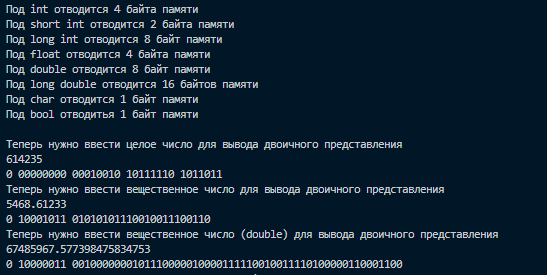 Под int отводится 4 байта памяти
Под short int отводится 2 байта памяти
Под long int отводится 8 байт памяти
Под float отводится 4 байта памяти
Под double отводится 8 байт памяти
Под long double отводится 16 байтов памяти
Под char отводится 1 байт памяти
Под bool отводитья 1 байт памяти
Теперь нужно ввести целое число для вывода двоичного представления
614235
0 00000000 00010010 10111110 1011011
Теперь нужно ввести вещественное число для вывода двоичного представления
5468.61233
0 10001011 01010101110010011100110
Теперь нужно ввести вещественное число (double) для вывода двоичного представления
67485967.577398475834753
0 10000011 0010000000101110000010000111110010011110100000110001100